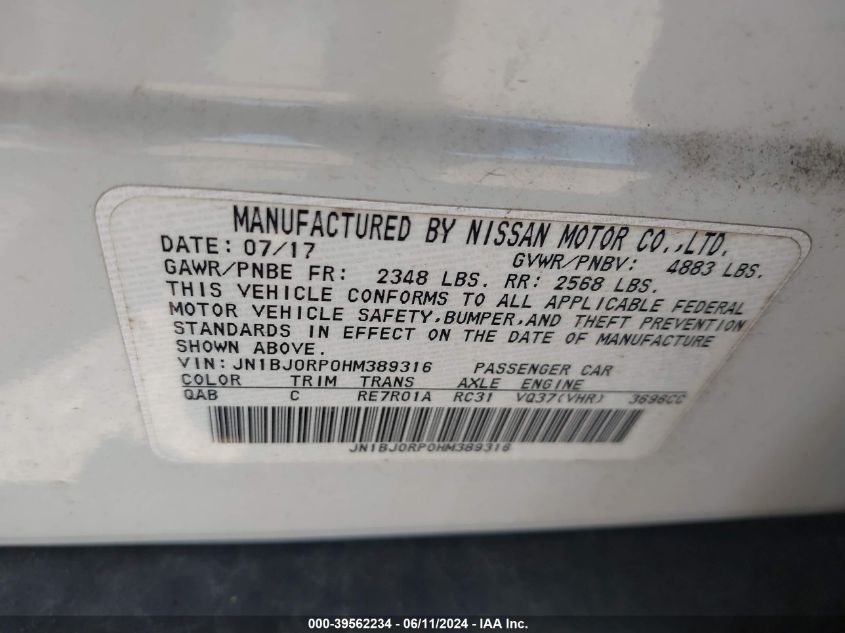 MANUFACTURED BY NISSAN MOTOR CO.,LTD.
DATE: 07/17 GVWR/PNBV: 4883 LBS.
GAWR/PNBE FR: 2348 LBS. RR: 2568 LBS.
THIS VEHICLE CONFORMS TO ALL APPLICABLE FEDERAL
MOTOR VEHICLE SAFETY,BUMPER,AND THEFT PREVENTION
STANDARDS IN EFFECT ON THE DATE OF MANUFACTURE
SHOWN ABOVE.
VIN: JN1BJ0RP0HM389316 PASSENGER CAR
COLOR TRIM TRANS AXLE ENGINE
QAB C RE7R01A RC31 VQ37(VHR) 3696CC
JN1BJ0RP0HM389316
000-39562234 - 06/11/2024 - IAA Inc.